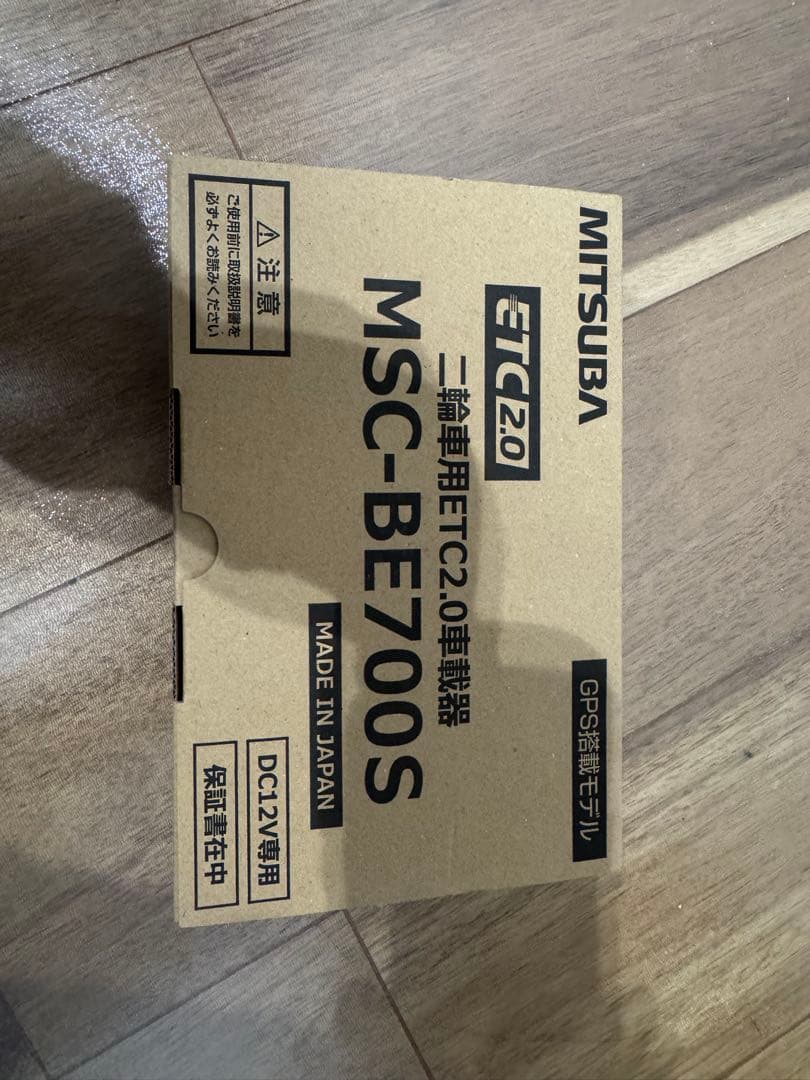 MITSUBA
GPS搭載モデル
ETC2.0
二輪車用ETC2.0車載器
MSC-BE700S
MADE IN JAPAN
⚠注意
ご使用前に取扱説明書を
必ずよくお読みください
DC12V専用
保証書在中